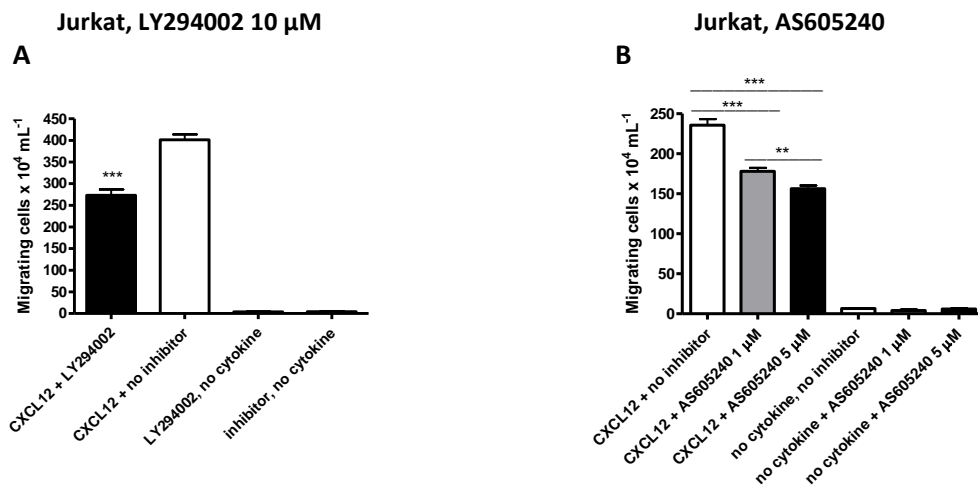 Jurkat, LY294002 10 µM
A
Migrating cells x 10⁴ mL⁻¹
450
400
350
300
250
200
150
100
50
0
***
CXCL12 + LY294002
CXCL12 + no inhibitor
LY294002, no cytokine
inhibitor, no cytokine
Jurkat, AS605240
B
Migrating cells x 10⁴ mL⁻¹
250
200
150
100
50
0
***
***
**
CXCL12 + no inhibitor
CXCL12 + AS605240 1 µM
CXCL12 + AS605240 5 µM
no cytokine, no inhibitor
no cytokine + AS605240 1 µM
no cytokine + AS605240 5 µM